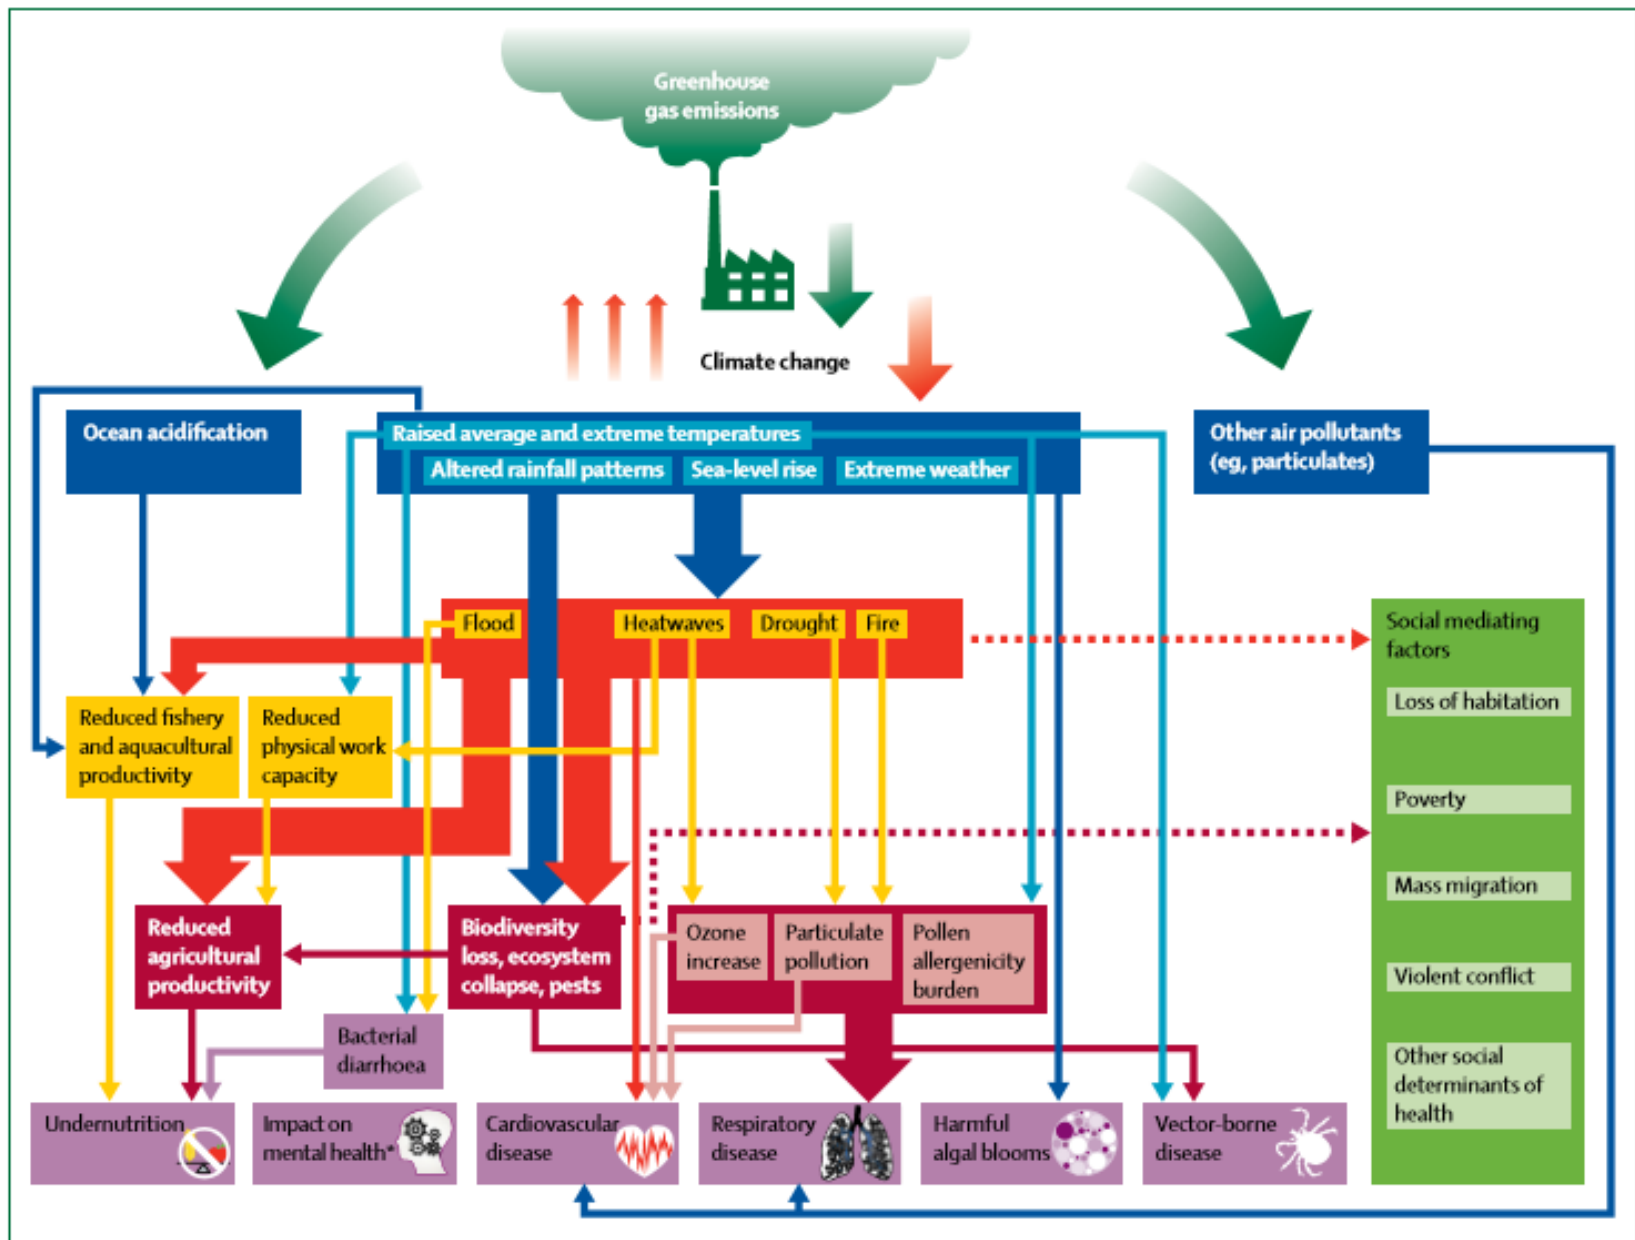 Greenhouse
gas emissions
Climate change
Ocean acidification
Raised average and extreme temperatures
Altered rainfall patterns
Sea-level rise
Extreme weather
Other air pollutants
(eg, particulates)
Flood
Heatwaves
Drought
Fire
Social mediating
factors
Loss of habitation
Poverty
Mass migration
Violent conflict
Other social
determinants of
health
Reduced fishery
and aquacultural
productivity
Reduced
physical work
capacity
Reduced
agricultural
productivity
Biodiversity
loss, ecosystem
collapse, pests
Ozone
increase
Particulate
pollution
Pollen
allergenicity
burden
Bacterial
diarrhoea
Undernutrition
Impact on
mental health*
Cardiovascular
disease
Respiratory
disease
Harmful
algal blooms
Vector-borne
disease